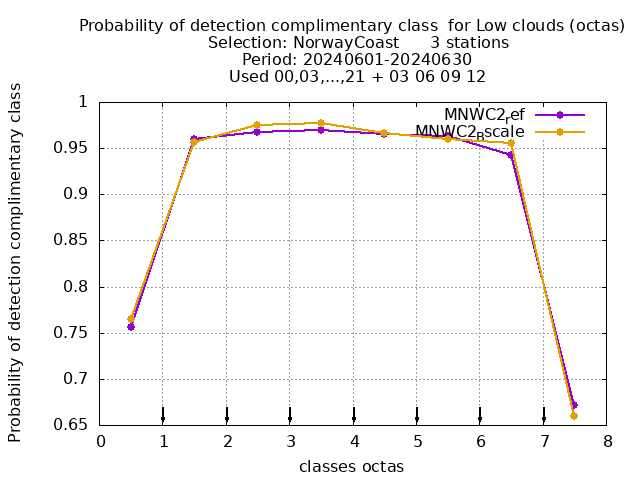 Probability of detection complimentary class  for Low clouds (octas)
Selection: NorwayCoast      3 stations
Period: 20240601-20240630
Used 00,03,...,21 + 03 06 09 12
Probability of detection complimentary class
MNWC2ref
MNWC2Bscale
1
0.95
0.9
0.85
0.8
0.75
0.7
0.65
0 1 2 3 4 5 6 7 8
classes octas